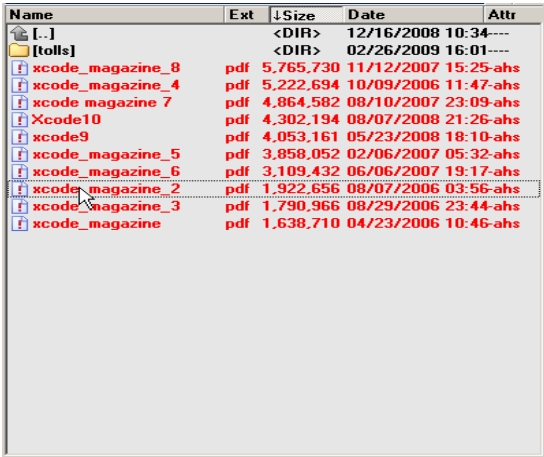 Name Ext ↓Size Date Attr
[..] <DIR> 12/16/2008 10:34----
[tolls] <DIR> 02/26/2009 16:01----
xcode_magazine_8 pdf 5,765,730 11/12/2007 15:25-ahs
xcode_magazine_4 pdf 5,222,694 10/09/2006 11:47-ahs
xcode magazine 7 pdf 4,864,582 08/10/2007 23:09-ahs
Xcode10 pdf 4,302,194 08/07/2008 21:26-ahs
xcode9 pdf 4,053,161 05/23/2008 18:10-ahs
xcode_magazine_5 pdf 3,858,052 02/06/2007 05:32-ahs
xcode_magazine_6 pdf 3,109,432 06/06/2007 19:17-ahs
xcode_magazine_2 pdf 1,922,656 08/07/2006 03:56-ahs
xcode_magazine_3 pdf 1,790,966 08/29/2006 23:44-ahs
xcode_magazine pdf 1,638,710 04/23/2006 10:46-ahs